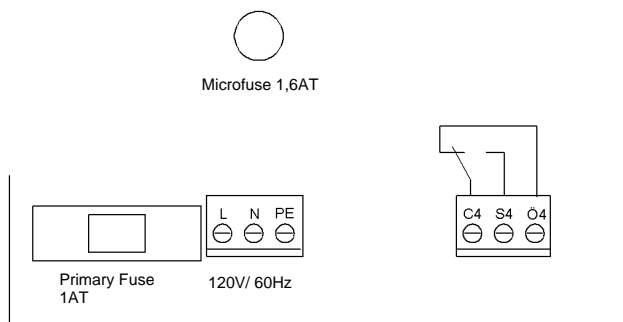 Microfuse 1,6AT
L N PE
C4 S4 Ö4
Primary Fuse
1AT
120V/ 60Hz